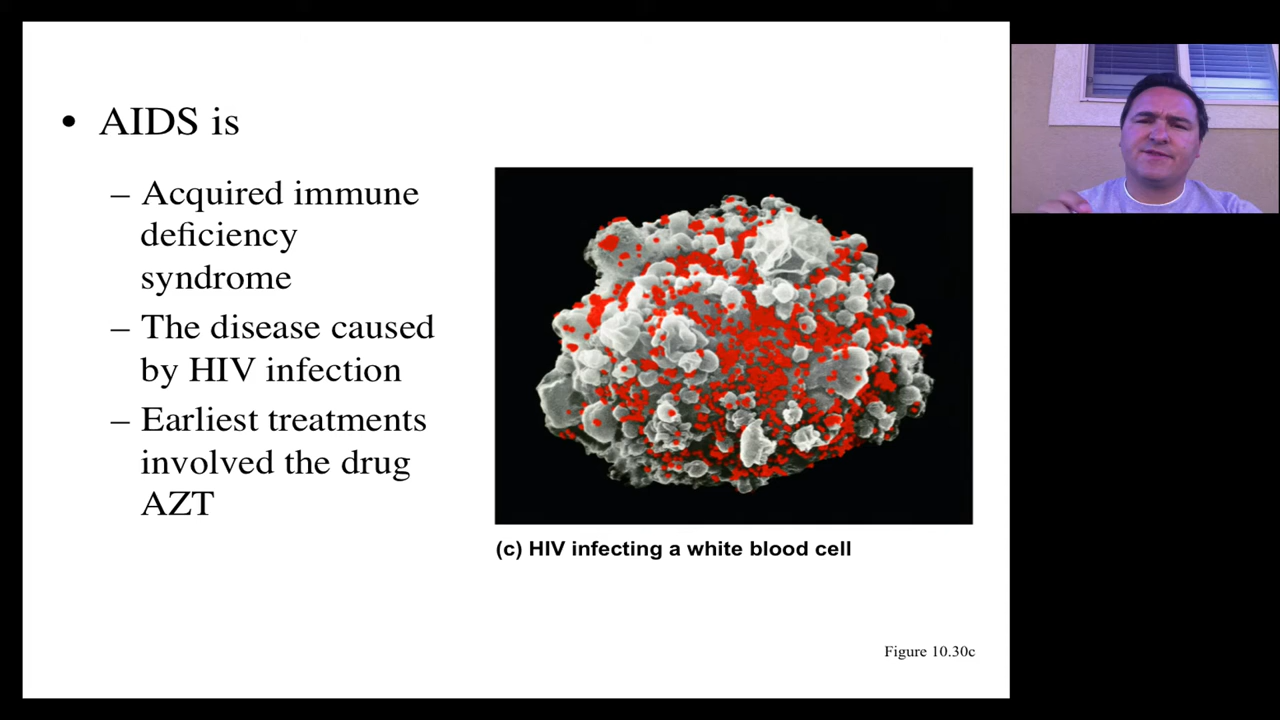 • AIDS is
– Acquired immune
deficiency
syndrome
– The disease caused
by HIV infection
– Earliest treatments
involved the drug
AZT
(c) HIV infecting a white blood cell
Figure 10.30c